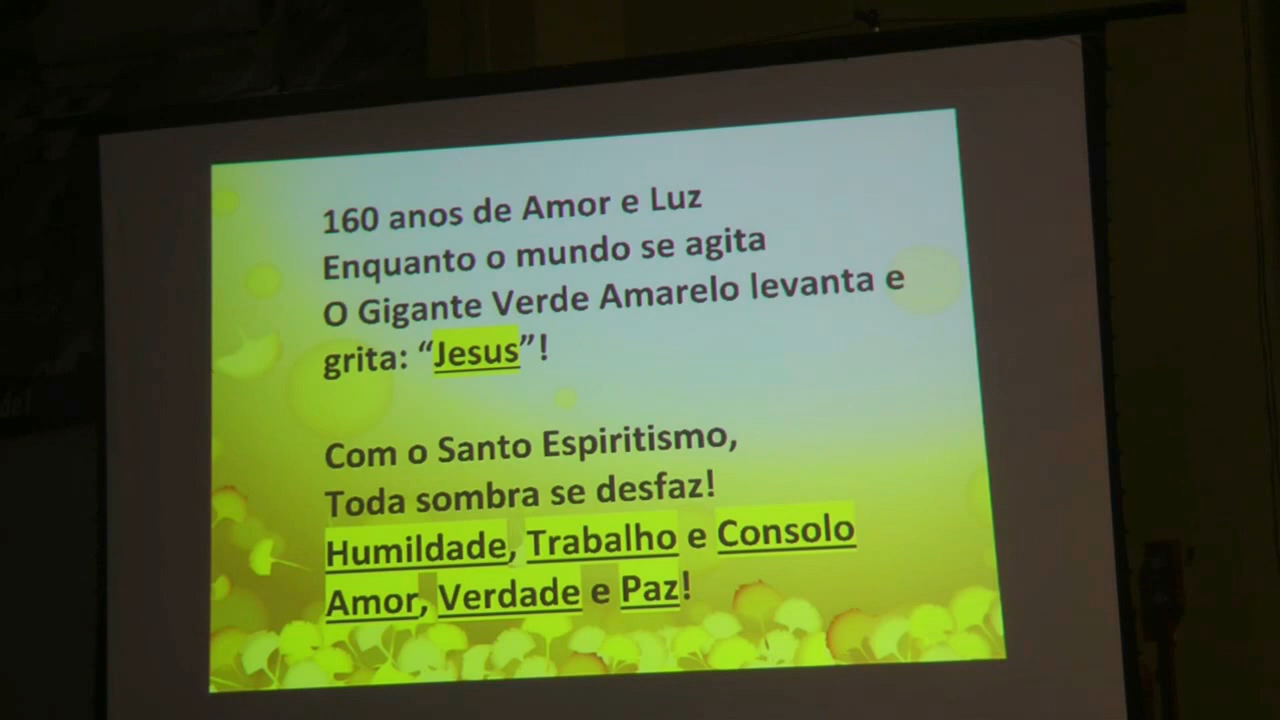 160 anos de Amor e Luz
Enquanto o mundo se agita
O Gigante Verde Amarelo levanta e
grita: “Jesus”!
Com o Santo Espiritismo,
Toda sombra se desfaz!
Humildade, Trabalho e Consolo
Amor, Verdade e Paz!